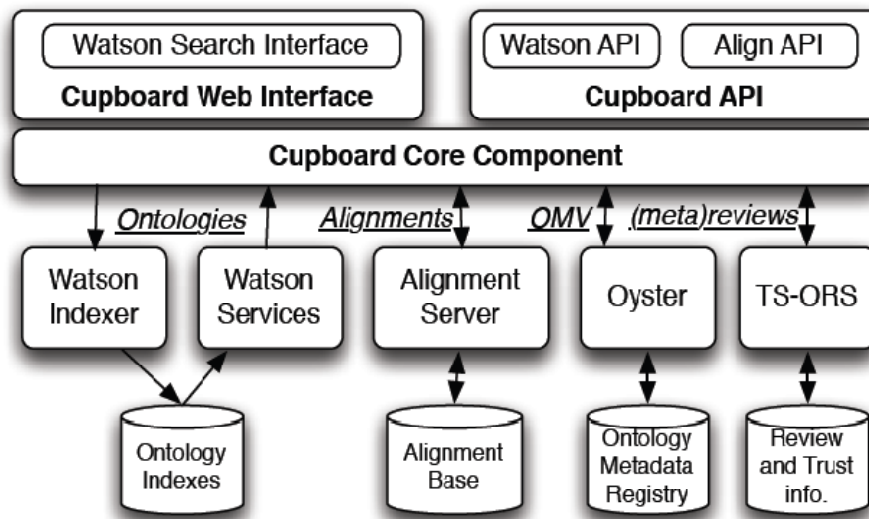 Watson Search Interface
Cupboard Web Interface
Watson API
Align API
Cupboard API
Cupboard Core Component
Ontologies
Alignments
OMV
(meta)reviews
Watson
Indexer
Watson
Services
Alignment
Server
Oyster
TS-ORS
Ontology
Indexes
Alignment
Base
Ontology
Metadata
Registry
Review
and Trust
info.